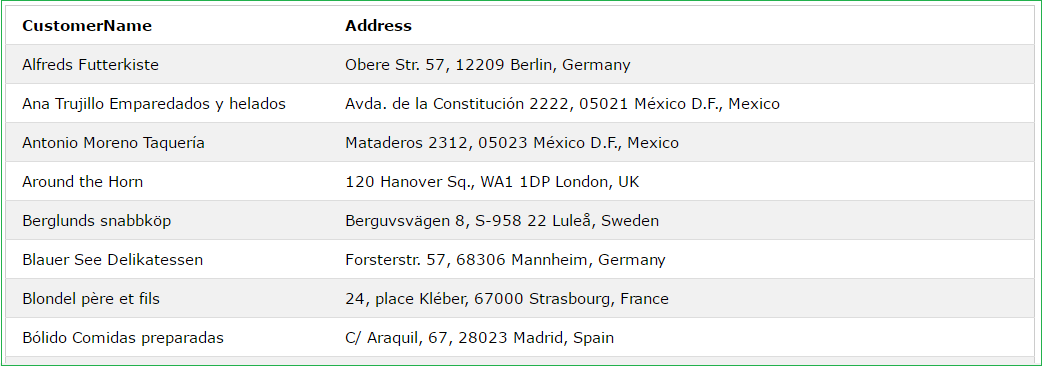 CustomerName Address
Alfreds Futterkiste Obere Str. 57, 12209 Berlin, Germany
Ana Trujillo Emparedados y helados Avda. de la Constitución 2222, 05021 México D.F., Mexico
Antonio Moreno Taquería Mataderos 2312, 05023 México D.F., Mexico
Around the Horn 120 Hanover Sq., WA1 1DP London, UK
Berglunds snabbköp Berguvsvägen 8, S-958 22 Luleå, Sweden
Blauer See Delikatessen Forsterstr. 57, 68306 Mannheim, Germany
Blondel père et fils 24, place Kléber, 67000 Strasbourg, France
Bólido Comidas preparadas C/ Araquil, 67, 28023 Madrid, Spain